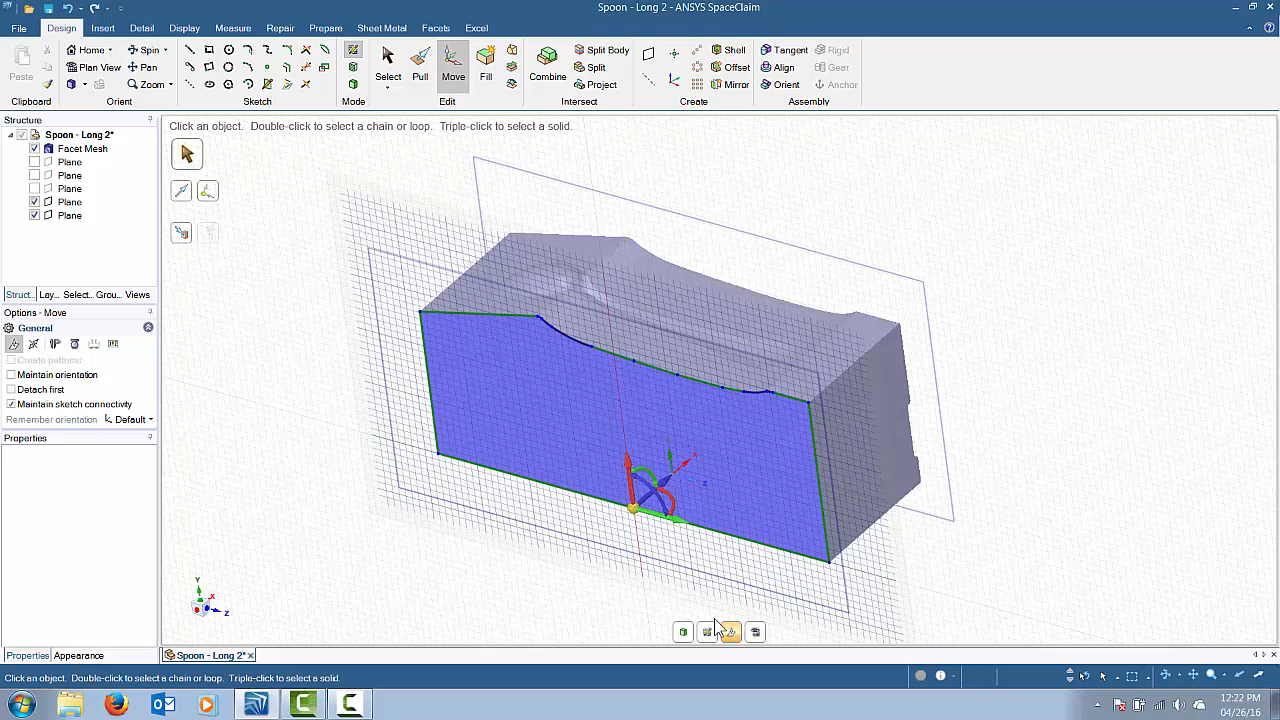 Spoon - Long 2 - ANSYS SpaceClaim
File Design Insert Detail Display Measure Repair Prepare Sheet Metal Facets Excel
Paste
Home
Plan View
Spin
Pan
Zoom
Select
Pull
Move
Fill
Combine
Split Body
Split
Project
Shell
Offset
Mirror
Tangent
Align
Orient
Rigid
Gear
Anchor
Clipboard Orient Sketch Mode Edit Intersect Create Assembly
Structure
Spoon - Long 2*
Facet Mesh
Plane
Plane
Plane
Plane
Plane
Struct... Lay... Select... Grou... Views
Options - Move
General
Create patterns
Maintain orientation
Detach first
Maintain sketch connectivity
Remember orientation Default
Properties
Properties Appearance
Click an object. Double-click to select a chain or loop. Triple-click to select a solid.
X
Z
Y
X
Z
Spoon - Long 2*
Click an object. Double-click to select a chain or loop. Triple-click to select a solid.
12:22 PM
04/26/16